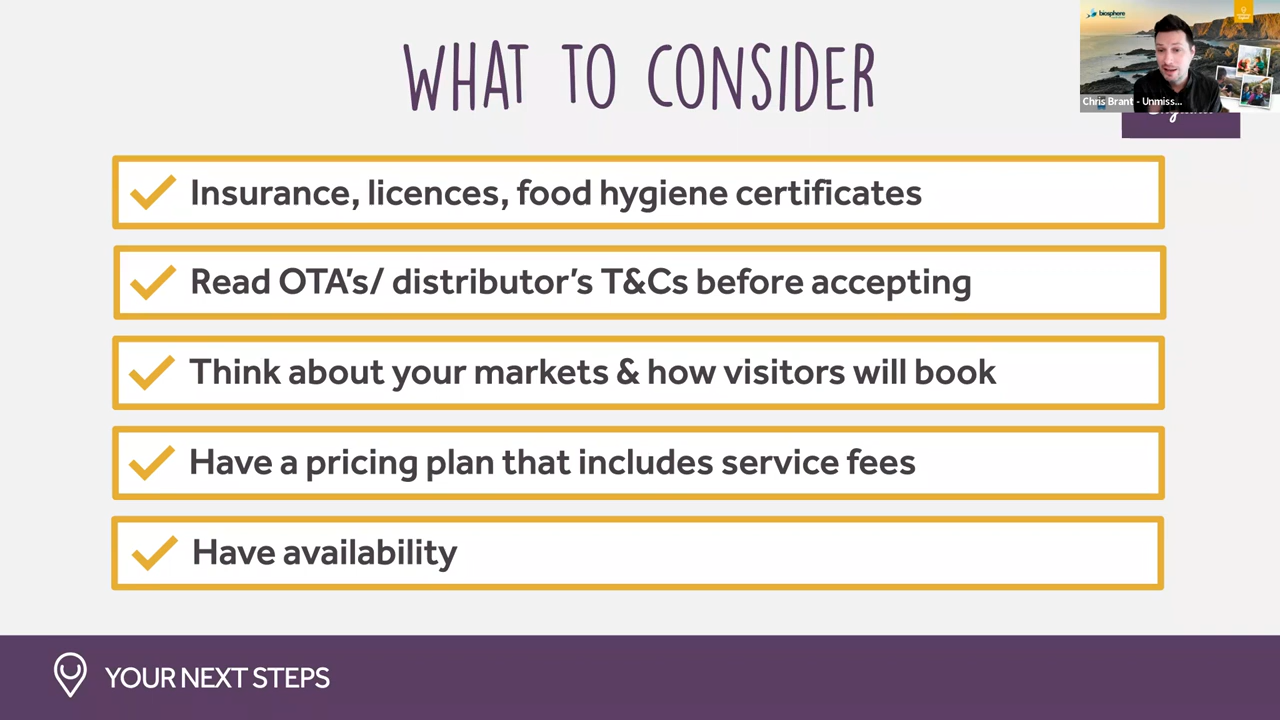 WHAT TO CONSIDER
biosphere
Chris Brant - Unmiss...
Insurance, licences, food hygiene certificates
Read OTA's/ distributor's T&Cs before accepting
Think about your markets & how visitors will book
Have a pricing plan that includes service fees
Have availability
YOUR NEXT STEPS